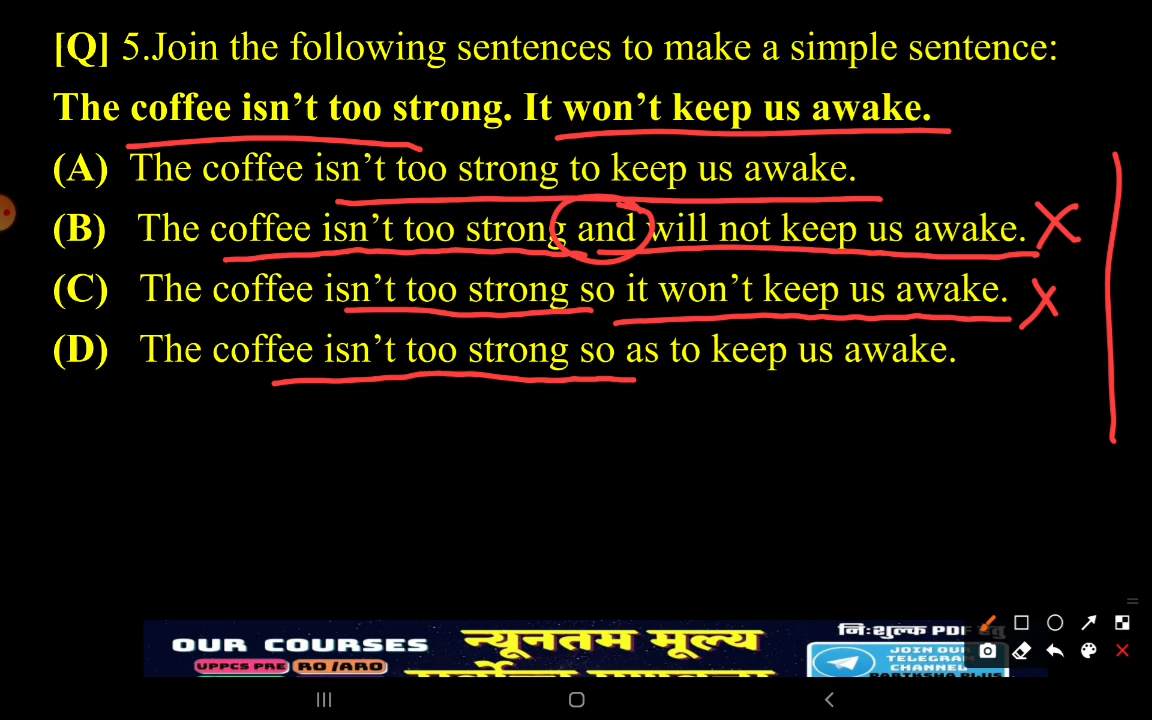 [Q] 5.Join the following sentences to make a simple sentence:
The coffee isn’t too strong. It won’t keep us awake.
(A) The coffee isn’t too strong to keep us awake.
(B) The coffee isn’t too strong and will not keep us awake.
(C) The coffee isn’t too strong so it won’t keep us awake.
(D) The coffee isn’t too strong so as to keep us awake.
OUR COURSES
UPPCS PRE RO/ARO
न्यूनतम मूल्य
निःशुल्क PDF
JOIN OUR
TELEGRAM
CHANNEL